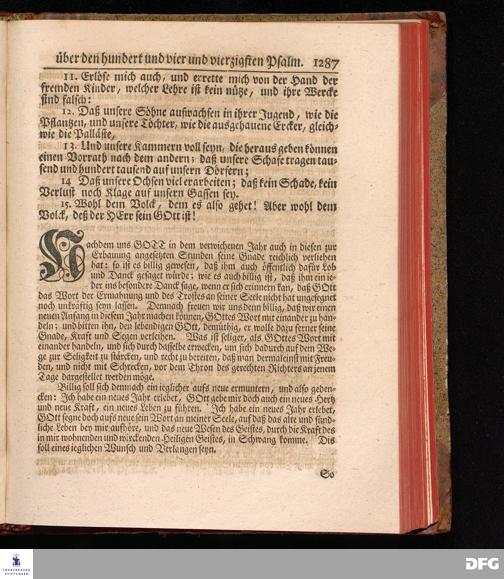 über den hundert und vier und vierzigsten Psalm. 1287
11. Erlöse mich auch, und errette mich von der Hand der
fremden Kinder, welcher Lehre ist kein nütze, und ihre Wercke
sind falsch:
12. Daß unsere Söhne aufwachsen in ihrer Jugend, wie die
Pflantzen, und unsere Töchter, wie die ausgehauene Ercker, gleich-
wie die Palläste,
13. Und unsere Kammern voll seyn, die heraus geben können
einen Vorrath nach dem andern; daß unsere Schafe tragen tau-
send und hundert tausend auf unsern Dörfern;
14 Daß unsere Ochsen viel erarbeiten; daß kein Schade, kein
Verlust noch Klage auf unsern Gassen sey.
15. Wohl dem Volck, dem es also gehet! Aber wohl dem
Volck, deß der HErr sein GOtt ist!
Nachdem uns GOTT in dem verwichenen Jahr auch in diesen zur
Erbauung angesetzten Stunden seine Gnade reichlich verliehen
hat: so ist es billig gewesen, daß ihm auch öffentlich dafür Lob
und Danck gesaget würde; wie es auch billig ist, daß ihm ein ie-
der ins besondere Danck sage, wenn er sich erinnern kan, daß GOtt
das Wort der Ermahnung und des Trostes an seiner Seele nicht hat ungesegnet
noch unkräftig seyn lassen. Demnach freuen wir uns denn billig, daß wir einen
neuen Anfang in diesem Jahr machen können, GOttes Wort mit einander zu han-
deln; und bitten ihn, den lebendigen GOtt, demüthig, er wolle dazu ferner seine
Gnade, Kraft und Segen verleihen. Was ist seliger, als GOttes Wort mit
einander handeln, und sich durch dasselbe erwecken, um sich dadurch auf dem We-
ge zur Seligkeit zu stärcken, und recht zu bereiten, daß man dermaleinst mit Freu-
den, und nicht mit Schrecken, vor dem Thron des gerechten Richters an jenem
Tage dargestellet werden möge.
Billig soll sich demnach ein ieglicher aufs neue ermuntern, und also geden-
cken: Ich habe ein neues Jahr erlebet, GOtt gebe mir doch auch ein neues Hertz
und neue Kraft, ein neues Leben zu führen. Ich habe ein neues Jahr erlebet,
GOtt segne doch aufs neue sein Wort an meiner Seele, auf daß das alte und sünd-
liche Leben bey mir aufhöre, und das neue Wesen des Geistes, durch die Kraft des
in mir wohnenden und wirckenden Heiligen Geistes, in Schwang komme. Dis
soll eines ieglichen Wunsch und Verlangen seyn.
So
FRANCKESCHE
STIFTUNGEN
DFG